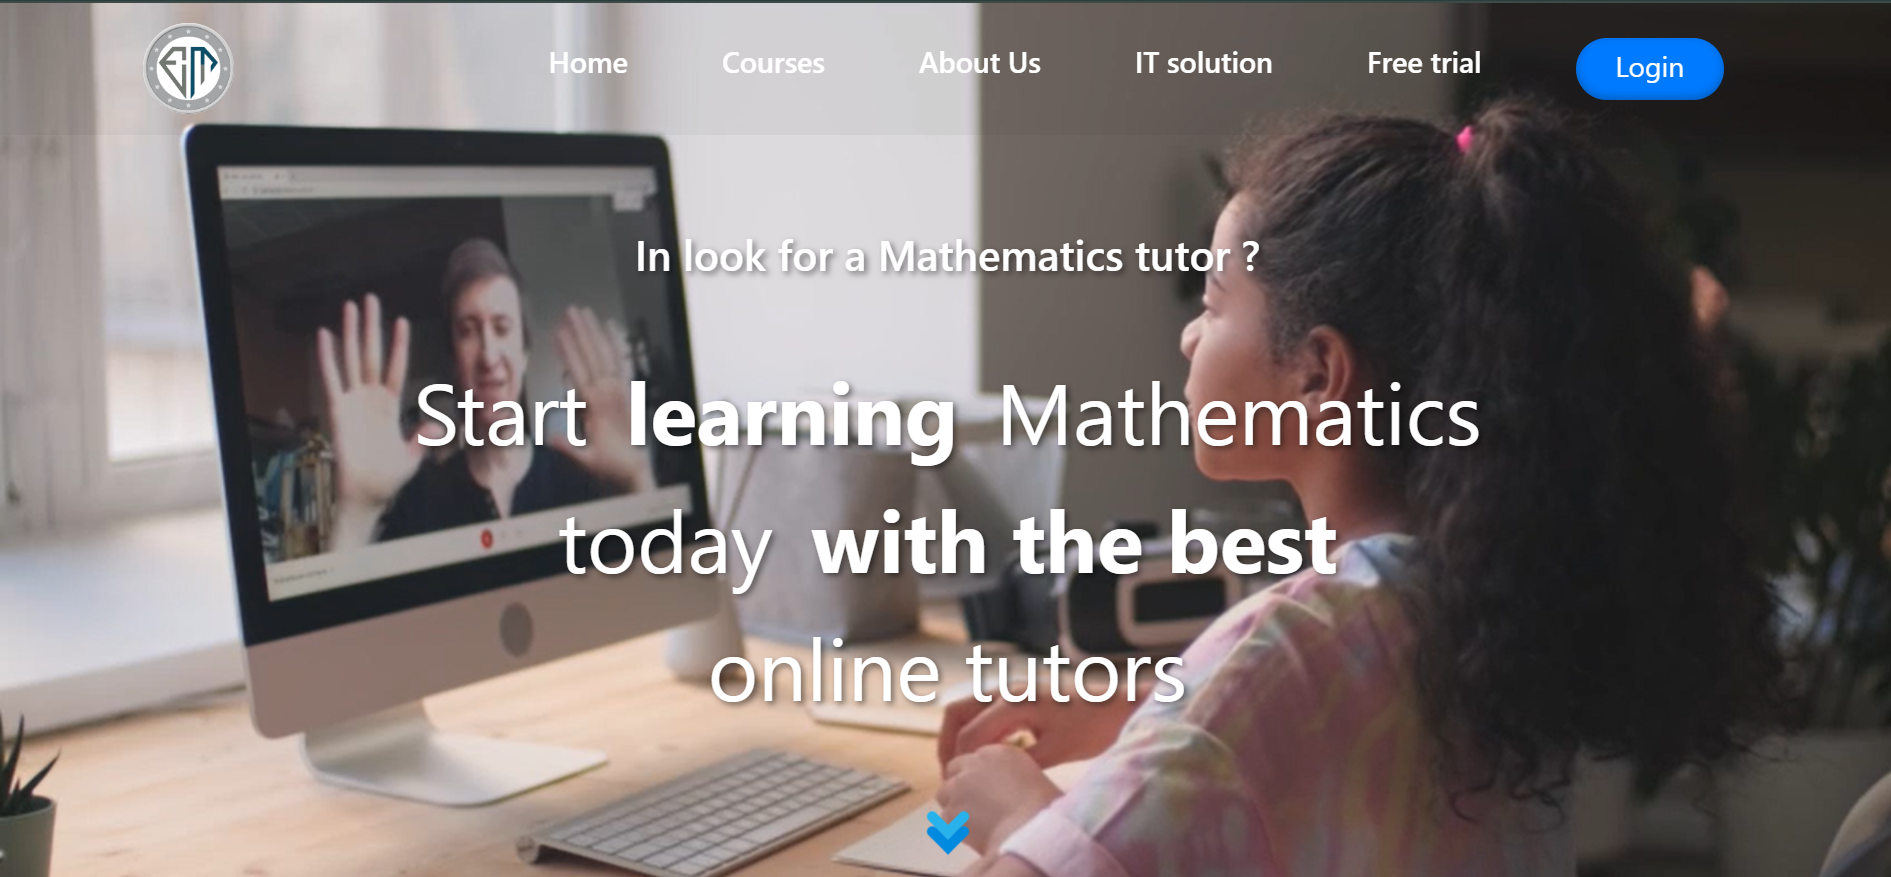 Home Courses About Us IT solution Free trial Login
In look for a Mathematics tutor ?
Start learning Mathematics
today with the best
online tutors